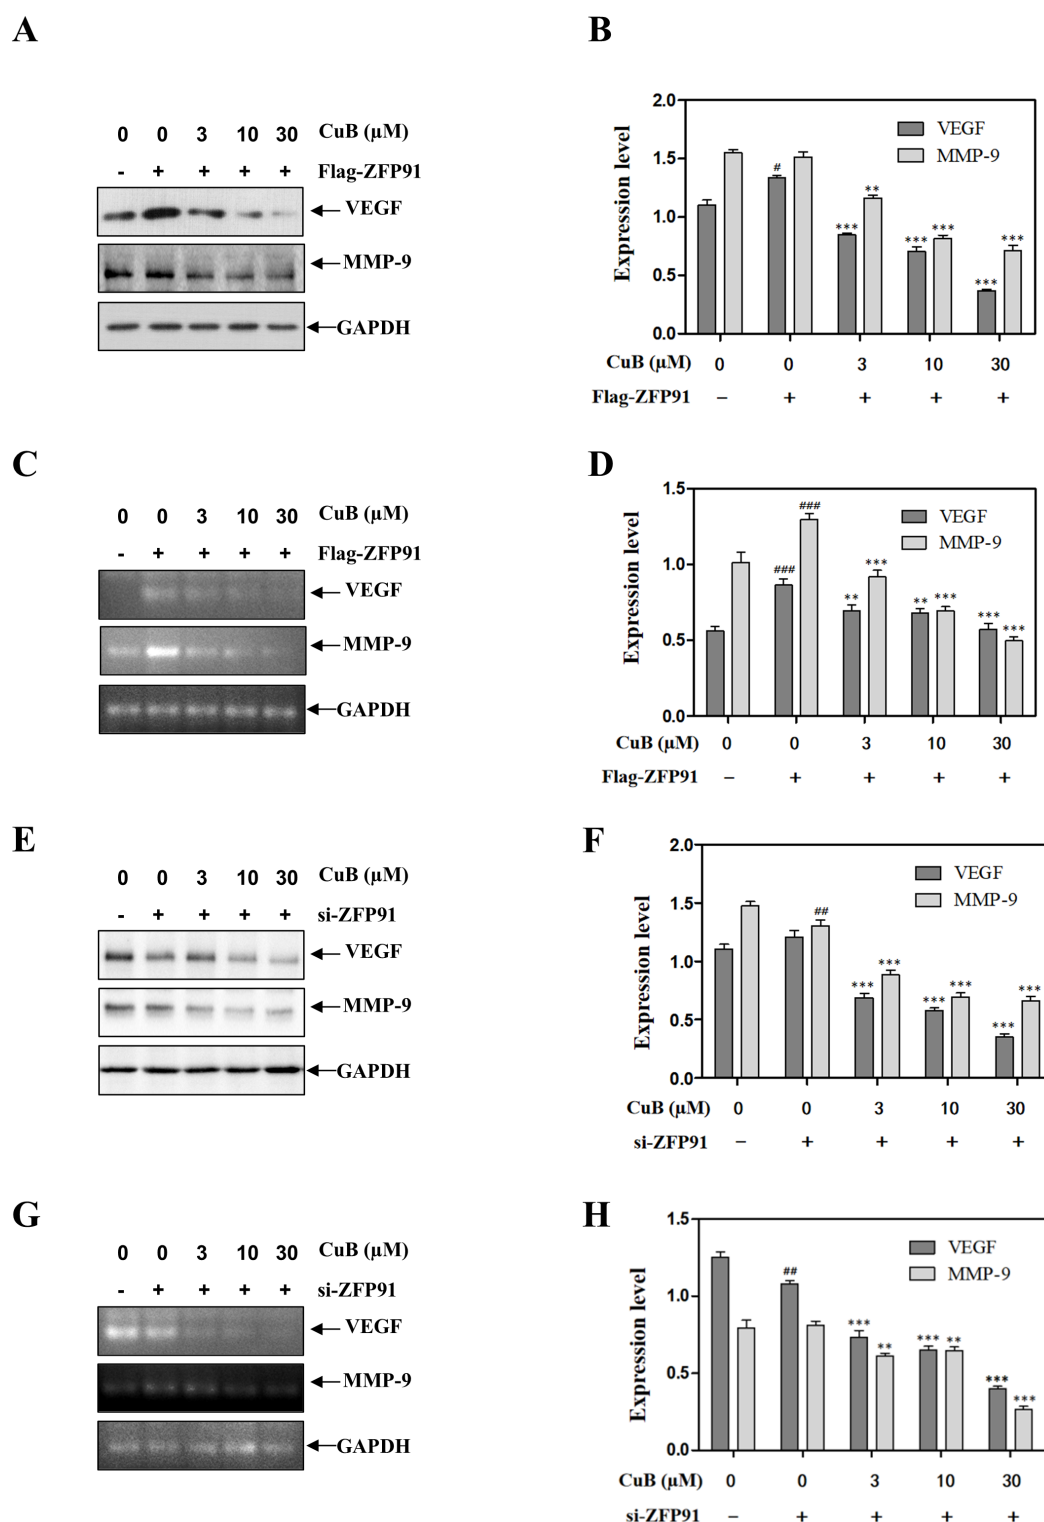 A
0 0 3 10 30 CuB (µM)
- + + + + Flag-ZFP91
VEGF
MMP-9
GAPDH
B
2.0
1.5
1.0
0.5
0.0
Expression level
VEGF
MMP-9
#
***
**
***
***
***
***
CuB (µM) 0 0 3 10 30
Flag-ZFP91 − + + + +
C
0 0 3 10 30 CuB (µM)
- + + + + Flag-ZFP91
VEGF
MMP-9
GAPDH
D
1.5
1.0
0.5
0.0
Expression level
VEGF
MMP-9
###
###
**
***
**
***
***
***
CuB (µM) 0 0 3 10 30
Flag-ZFP91 − + + + +
E
0 0 3 10 30 CuB (µM)
- + + + + si-ZFP91
VEGF
MMP-9
GAPDH
F
2.0
1.5
1.0
0.5
0.0
Expression level
VEGF
MMP-9
##
***
***
***
***
***
***
CuB (µM) 0 0 3 10 30
si-ZFP91 − + + + +
G
0 0 3 10 30 CuB (µM)
- + + + + si-ZFP91
VEGF
MMP-9
GAPDH
H
1.5
1.0
0.5
0.0
Expression level
VEGF
MMP-9
##
***
**
***
**
***
***
CuB (µM) 0 0 3 10 30
si-ZFP91 − + + + +